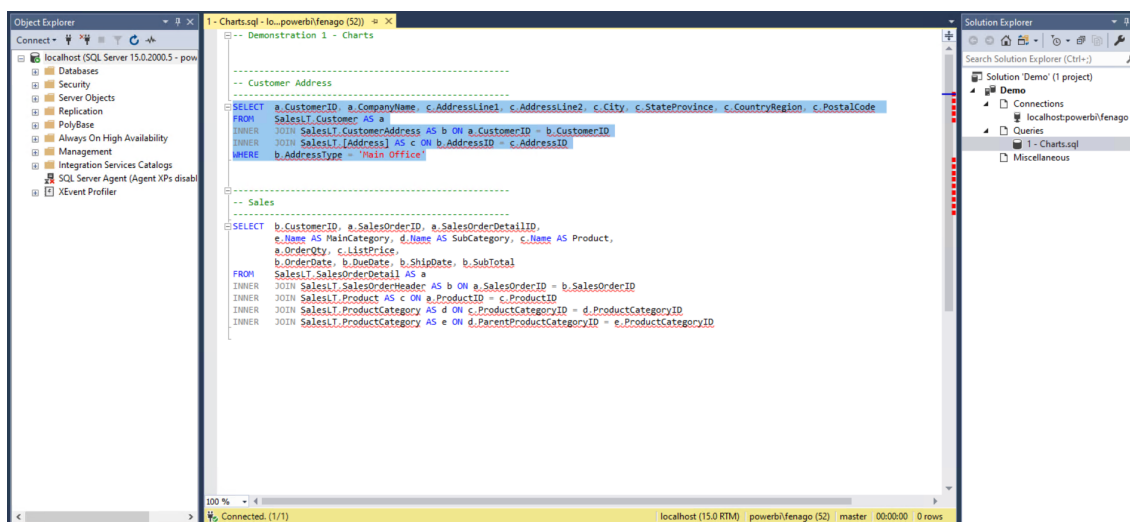 Object Explorer
Connect
localhost (SQL Server 15.0.2000.5 - pow
Databases
Security
Server Objects
Replication
PolyBase
Always On High Availability
Management
Integration Services Catalogs
SQL Server Agent (Agent XPs disabl
XEvent Profiler
1 - Charts.sql - lo...powerbi\fenago (52))
-- Demonstration 1 - Charts
----------------------------------------------------
-- Customer Address
----------------------------------------------------
SELECT a.CustomerID, a.CompanyName, c.AddressLine1, c.AddressLine2, c.City, c.StateProvince, c.CountryRegion, c.PostalCode
FROM SalesLT.Customer AS a
INNER JOIN SalesLT.CustomerAddress AS b ON a.CustomerID = b.CustomerID
INNER JOIN SalesLT.[Address] AS c ON b.AddressID = c.AddressID
WHERE b.AddressType = 'Main Office'
----------------------------------------------------
-- Sales
----------------------------------------------------
SELECT b.CustomerID, a.SalesOrderID, a.SalesOrderDetailID,
e.Name AS MainCategory, d.Name AS SubCategory, c.Name AS Product,
a.OrderQty, c.ListPrice,
b.OrderDate, b.DueDate, b.ShipDate, b.SubTotal
FROM SalesLT.SalesOrderDetail AS a
INNER JOIN SalesLT.SalesOrderHeader AS b ON a.SalesOrderID = b.SalesOrderID
INNER JOIN SalesLT.Product AS c ON a.ProductID = c.ProductID
INNER JOIN SalesLT.ProductCategory AS d ON c.ProductCategoryID = d.ProductCategoryID
INNER JOIN SalesLT.ProductCategory AS e ON d.ParentProductCategoryID = e.ProductCategoryID
100 %
Connected. (1/1)
localhost (15.0 RTM)
powerbi\fenago (52)
master
00:00:00
0 rows
Solution Explorer
Search Solution Explorer (Ctrl+;)
Solution 'Demo' (1 project)
Demo
Connections
localhost:powerbi\fenago
Queries
1 - Charts.sql
Miscellaneous